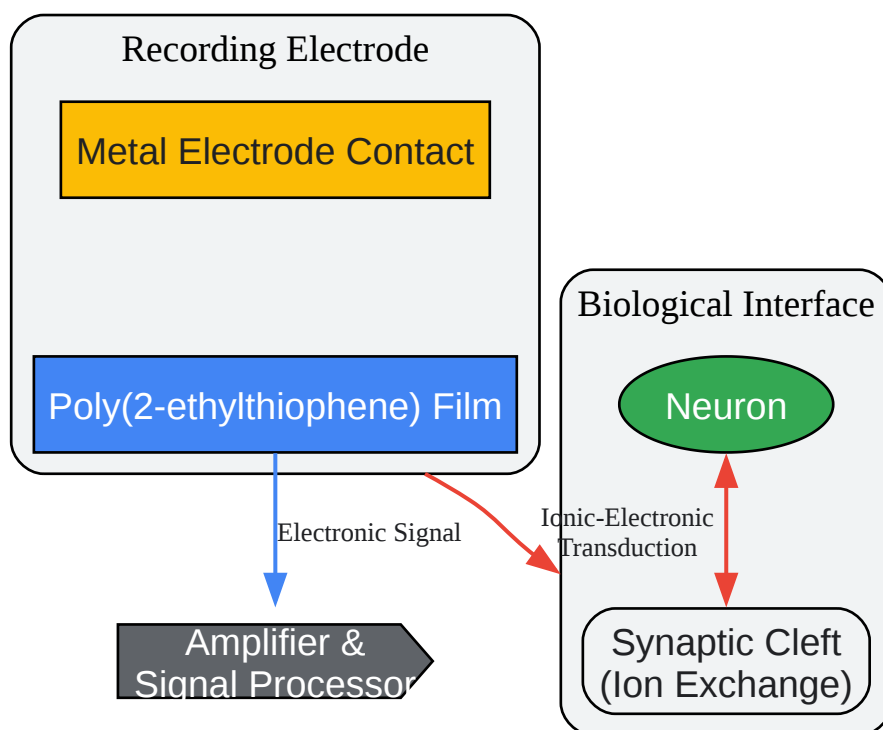 Recording Electrode
Metal Electrode Contact
Poly(2-ethylthiophene) Film
Biological Interface
Neuron
Electronic Signal
Ionic-Electronic
Transduction
Amplifier &
Signal Processor
Synaptic Cleft
(Ion Exchange)